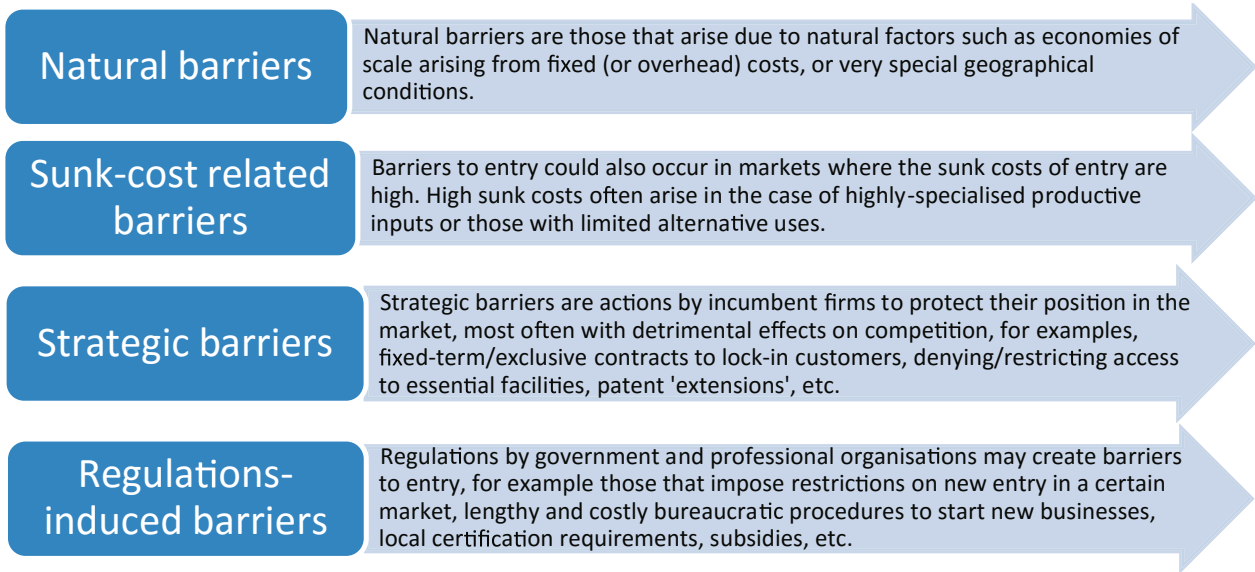 Natural barriers
Natural barriers are those that arise due to natural factors such as economies of
scale arising from fixed (or overhead) costs, or very special geographical
conditions.
Sunk-cost related
barriers
Barriers to entry could also occur in markets where the sunk costs of entry are
high. High sunk costs often arise in the case of highly-specialised productive
inputs or those with limited alternative uses.
Strategic barriers
Strategic barriers are actions by incumbent firms to protect their position in the
market, most often with detrimental effects on competition, for examples,
fixed-term/exclusive contracts to lock-in customers, denying/restricting access
to essential facilities, patent 'extensions', etc.
Regulations-
induced barriers
Regulations by government and professional organisations may create barriers
to entry, for example those that impose restrictions on new entry in a certain
market, lengthy and costly bureaucratic procedures to start new businesses,
local certification requirements, subsidies, etc.